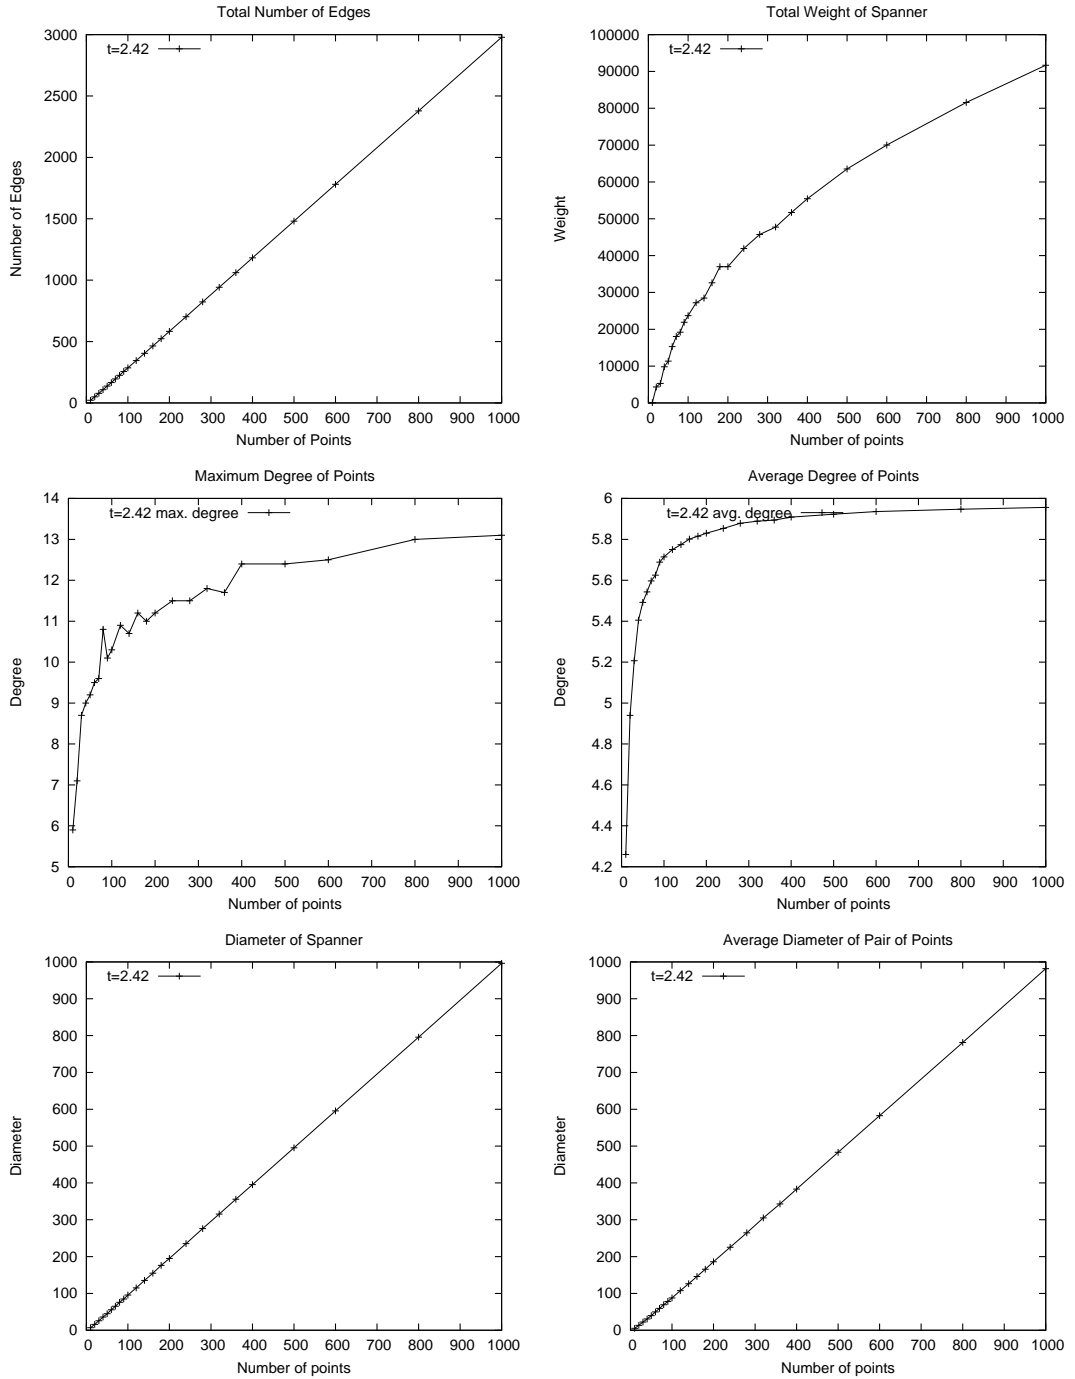 Total Number of Edges
t=2.42
3000
2500
2000
1500
1000
500
0
Number of Edges
0 100 200 300 400 500 600 700 800 900 1000
Number of Points
Total Weight of Spanner
t=2.42
100000
90000
80000
70000
60000
50000
40000
30000
20000
10000
0
Weight
0 100 200 300 400 500 600 700 800 900 1000
Number of points
Maximum Degree of Points
t=2.42 max. degree
14
13
12
11
10
9
8
7
6
5
Degree
0 100 200 300 400 500 600 700 800 900 1000
Number of points
Average Degree of Points
t=2.42 avg. degree
6
5.8
5.6
5.4
5.2
5
4.8
4.6
4.4
4.2
Degree
0 100 200 300 400 500 600 700 800 900 1000
Number of points
Diameter of Spanner
t=2.42
1000
900
800
700
600
500
400
300
200
100
0
Diameter
0 100 200 300 400 500 600 700 800 900 1000
Number of points
Average Diameter of Pair of Points
t=2.42
1000
900
800
700
600
500
400
300
200
100
0
Diameter
0 100 200 300 400 500 600 700 800 900 1000
Number of points